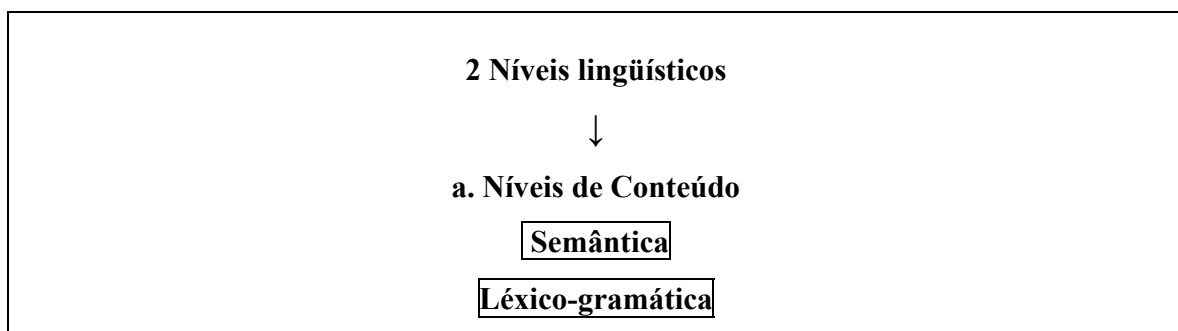 2 Níveis lingüísticos
↓
a. Níveis de Conteúdo
Semântica
Léxico-gramática